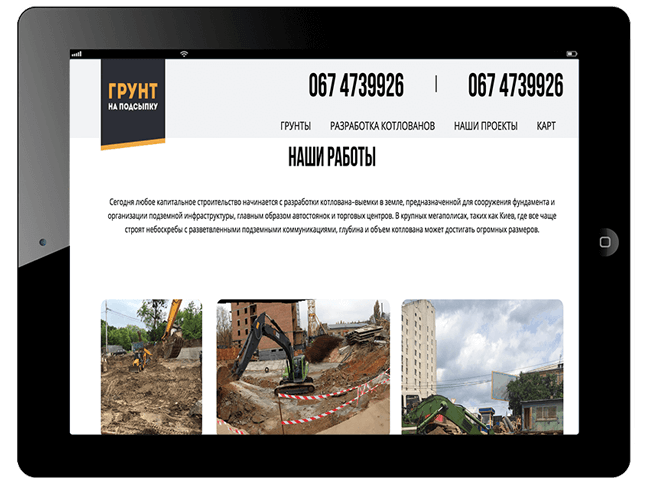 ГРУНТ
НА ПОДСЫПКУ
067 4739926 | 067 4739926
ГРУНТЫ РАЗРАБОТКА КОТЛОВАНОВ НАШИ ПРОЕКТЫ КАРТ
НАШИ РАБОТЫ
Сегодня любое капитальное строительство начинается с разработки котлована-выемки в земле, предназначенной для сооружения фундамента и
организации подземной инфраструктуры, главным образом автостоянок и торговых центров. В крупных мегаполисах, таких как Киев, где все чаще
строят небоскребы с разветвленными подземными коммуникациями, глубина и объем котлована может достигать огромных размеров.